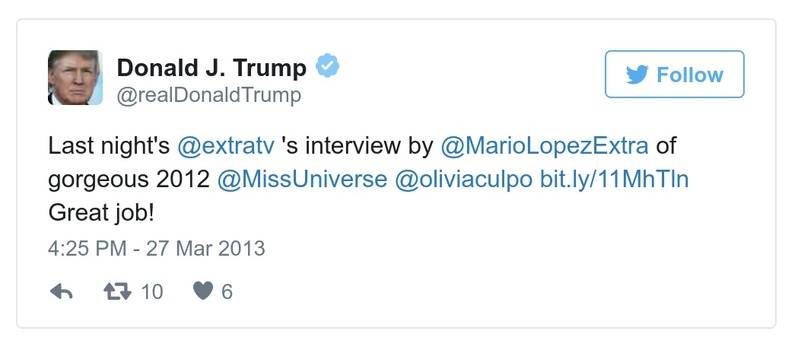 Donald J. Trump
@realDonaldTrump
Follow
Last night's @extratv 's interview by @MarioLopezExtra of
gorgeous 2012 @MissUniverse @oliviaculpo bit.ly/11MhTln
Great job!
4:25 PM - 27 Mar 2013
10 6